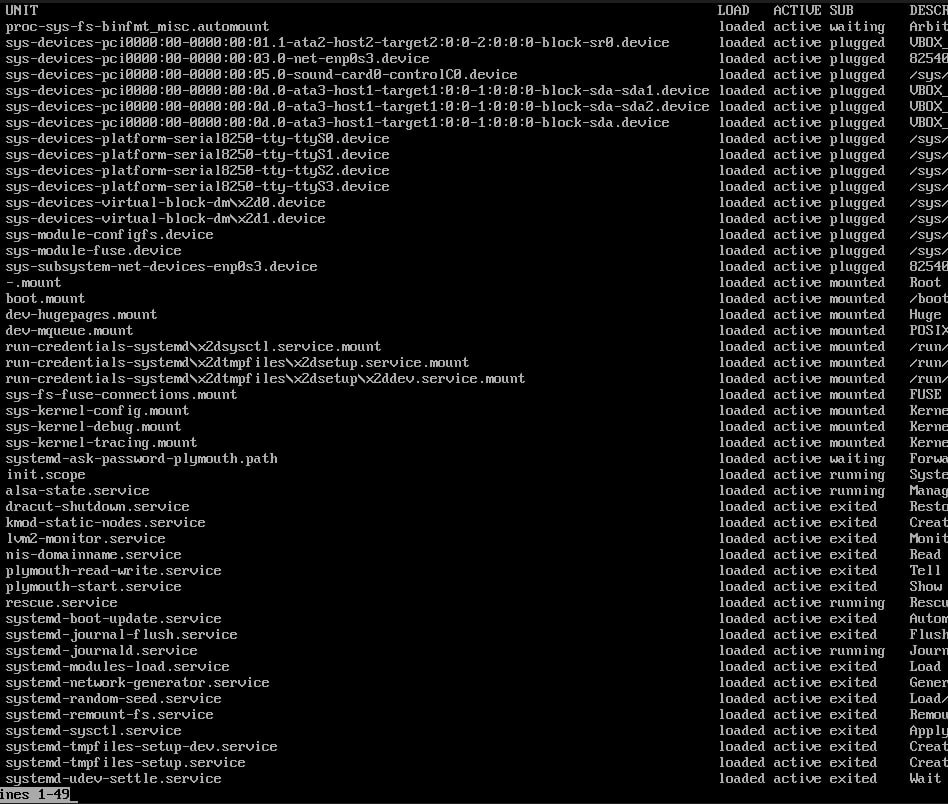 UNIT LOAD ACTIVE SUB DESCR
proc-sys-fs-binfmt_misc.automount loaded active waiting Arbit
sys-devices-pci0000:00-0000:00:01.1-ata2-host2-target2:0:0-2:0:0:0-block-sr0.device loaded active plugged VBOX_
sys-devices-pci0000:00-0000:00:03.0-net-enp0s3.device loaded active plugged 82540
sys-devices-pci0000:00-0000:00:05.0-sound-card0-controlC0.device loaded active plugged /sys/
sys-devices-pci0000:00-0000:00:0d.0-ata3-host1-target1:0:0-1:0:0:0-block-sda-sda1.device loaded active plugged VBOX_
sys-devices-pci0000:00-0000:00:0d.0-ata3-host1-target1:0:0-1:0:0:0-block-sda-sda2.device loaded active plugged VBOX_
sys-devices-pci0000:00-0000:00:0d.0-ata3-host1-target1:0:0-1:0:0:0-block-sda.device loaded active plugged VBOX_
sys-devices-platform-serial8250-tty-ttyS0.device loaded active plugged /sys/
sys-devices-platform-serial8250-tty-ttyS1.device loaded active plugged /sys/
sys-devices-platform-serial8250-tty-ttyS2.device loaded active plugged /sys/
sys-devices-platform-serial8250-tty-ttyS3.device loaded active plugged /sys/
sys-devices-virtual-block-dm\x2d0.device loaded active plugged /sys/
sys-devices-virtual-block-dm\x2d1.device loaded active plugged /sys/
sys-module-configfs.device loaded active plugged /sys/
sys-module-fuse.device loaded active plugged /sys/
sys-subsystem-net-devices-enp0s3.device loaded active plugged 82540
-.mount loaded active mounted Root
boot.mount loaded active mounted /boot
dev-hugepages.mount loaded active mounted Huge
dev-mqueue.mount loaded active mounted POSIX
run-credentials-systemd\x2dsysctl.service.mount loaded active mounted /run/
run-credentials-systemd\x2dtmpfiles\x2dsetup.service.mount loaded active mounted /run/
run-credentials-systemd\x2dtmpfiles\x2dsetup\x2ddev.service.mount loaded active mounted /run/
sys-fs-fuse-connections.mount loaded active mounted FUSE
sys-kernel-config.mount loaded active mounted Kerne
sys-kernel-debug.mount loaded active mounted Kerne
sys-kernel-tracing.mount loaded active mounted Kerne
systemd-ask-password-plymouth.path loaded active waiting Forwa
init.scope loaded active running Syste
alsa-state.service loaded active running Manag
dracut-shutdown.service loaded active exited Resto
kmod-static-nodes.service loaded active exited Creat
lvm2-monitor.service loaded active exited Monit
nis-domainname.service loaded active exited Read
plymouth-read-write.service loaded active exited Tell
plymouth-start.service loaded active exited Show
rescue.service loaded active running Rescu
systemd-boot-update.service loaded active exited Autom
systemd-journal-flush.service loaded active exited Flush
systemd-journald.service loaded active running Journ
systemd-modules-load.service loaded active exited Load
systemd-network-generator.service loaded active exited Gener
systemd-random-seed.service loaded active exited Load/
systemd-remount-fs.service loaded active exited Remou
systemd-sysctl.service loaded active exited Apply
systemd-tmpfiles-setup-dev.service loaded active exited Creat
systemd-tmpfiles-setup.service loaded active exited Creat
systemd-udev-settle.service loaded active exited Wait
ines 1-49